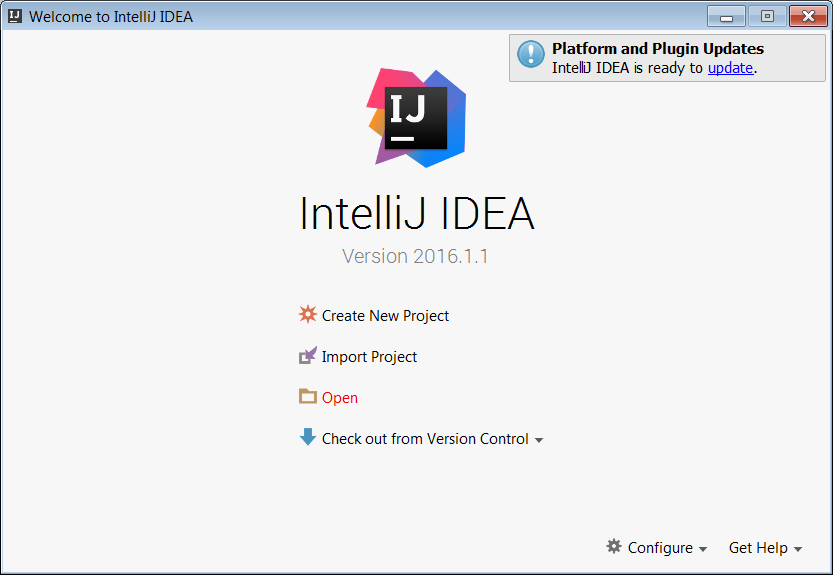 Welcome to IntelliJ IDEA
Platform and Plugin Updates
IntelliJ IDEA is ready to update.
IJ
IntelliJ IDEA
Version 2016.1.1
Create New Project
Import Project
Open
Check out from Version Control
Configure
Get Help